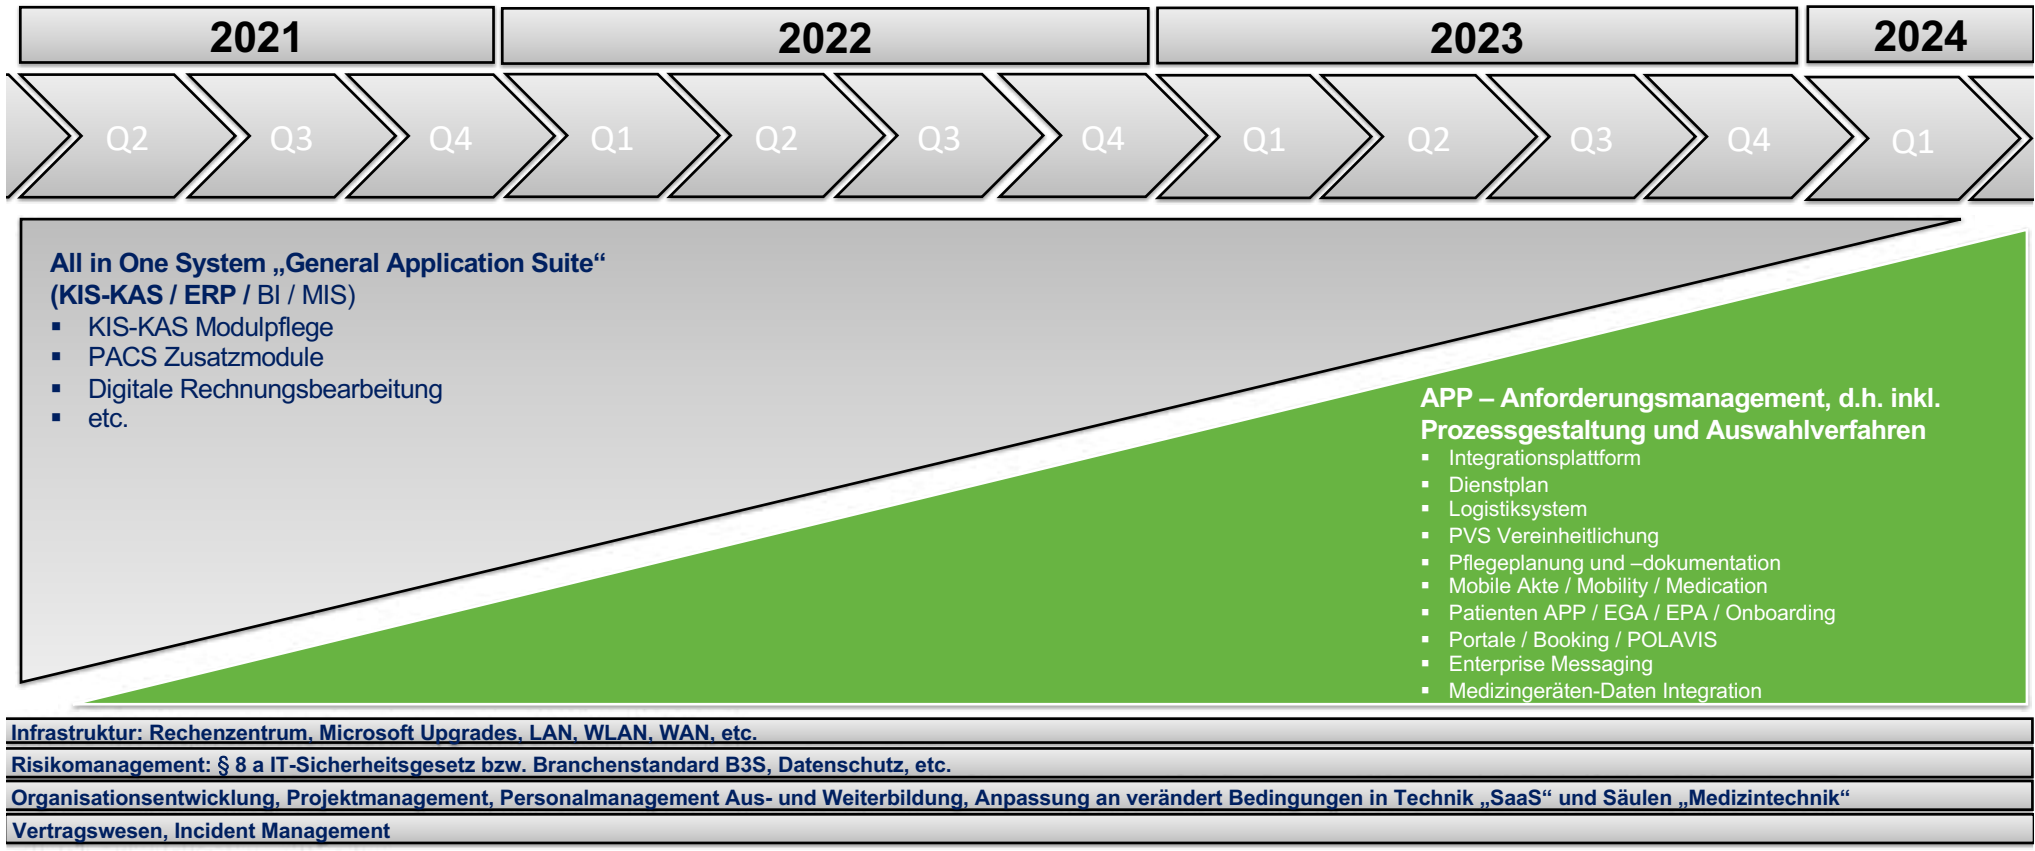 2021 2022 2023 2024
Q2 Q3 Q4 Q1 Q2 Q3 Q4 Q1 Q2 Q3 Q4 Q1
All in One System „General Application Suite“
(KIS-KAS / ERP / BI / MIS)
▪ KIS-KAS Modulpflege
▪ PACS Zusatzmodule
▪ Digitale Rechnungsbearbeitung
▪ etc.
APP – Anforderungsmanagement, d.h. inkl.
Prozessgestaltung und Auswahlverfahren
▪ Integrationsplattform
▪ Dienstplan
▪ Logistiksystem
▪ PVS Vereinheitlichung
▪ Pflegeplanung und –dokumentation
▪ Mobile Akte / Mobility / Medication
▪ Patienten APP / EGA / EPA / Onboarding
▪ Portale / Booking / POLAVIS
▪ Enterprise Messaging
▪ Medizingeräten-Daten Integration
Infrastruktur: Rechenzentrum, Microsoft Upgrades, LAN, WLAN, WAN, etc.
Risikomanagement: § 8 a IT-Sicherheitsgesetz bzw. Branchenstandard B3S, Datenschutz, etc.
Organisationsentwicklung, Projektmanagement, Personalmanagement Aus- und Weiterbildung, Anpassung an verändert Bedingungen in Technik „SaaS“ und Säulen „Medizintechnik“
Vertragswesen, Incident Management